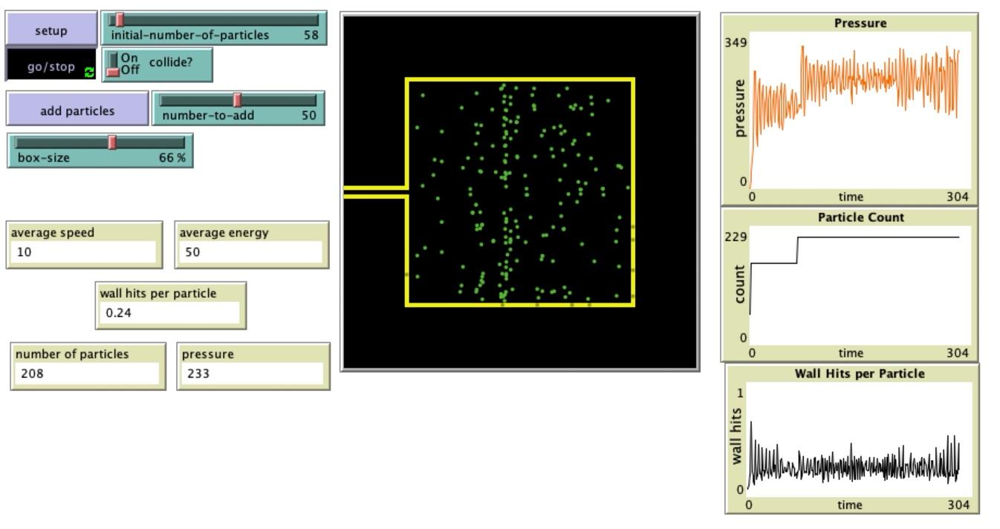 setup
initial-number-of-particles 58
go/stop
On
Off
collide?
add particles
number-to-add 50
box-size 66 %
average speed
10
average energy
50
wall hits per particle
0.24
number of particles
208
pressure
233
Pressure
349
pressure
0
0 time 304
Particle Count
229
count
0
0 time 304
Wall Hits per Particle
1
wall hits
0
0 time 304